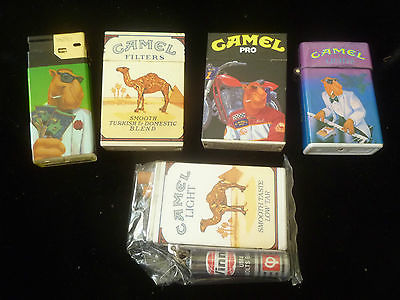 CAMEL
FILTERS
SMOOTH
TURKISH & DOMESTIC
BLEND
CAMEL
PRO
CAMEL
CAMEL
LIGHT
SMOOTH TASTE
LOW TAR